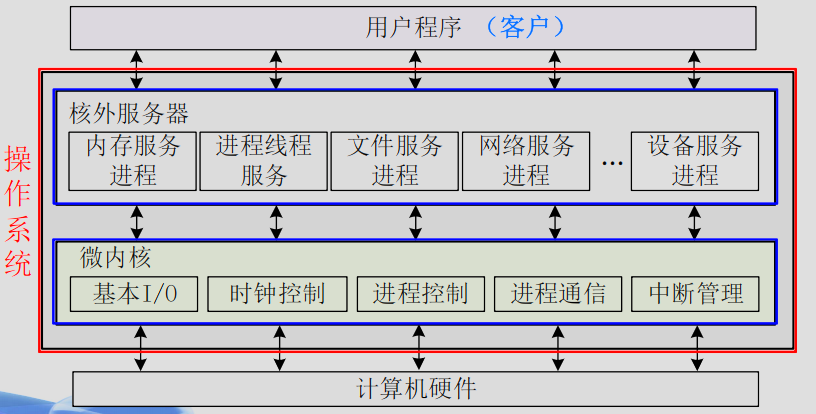 用户程序 (客户)
操作系统
核外服务器
内存服务进程
进程线程服务
文件服务进程
网络服务进程
...
设备服务进程
微内核
基本I/O
时钟控制
进程控制
进程通信
中断管理
计算机硬件